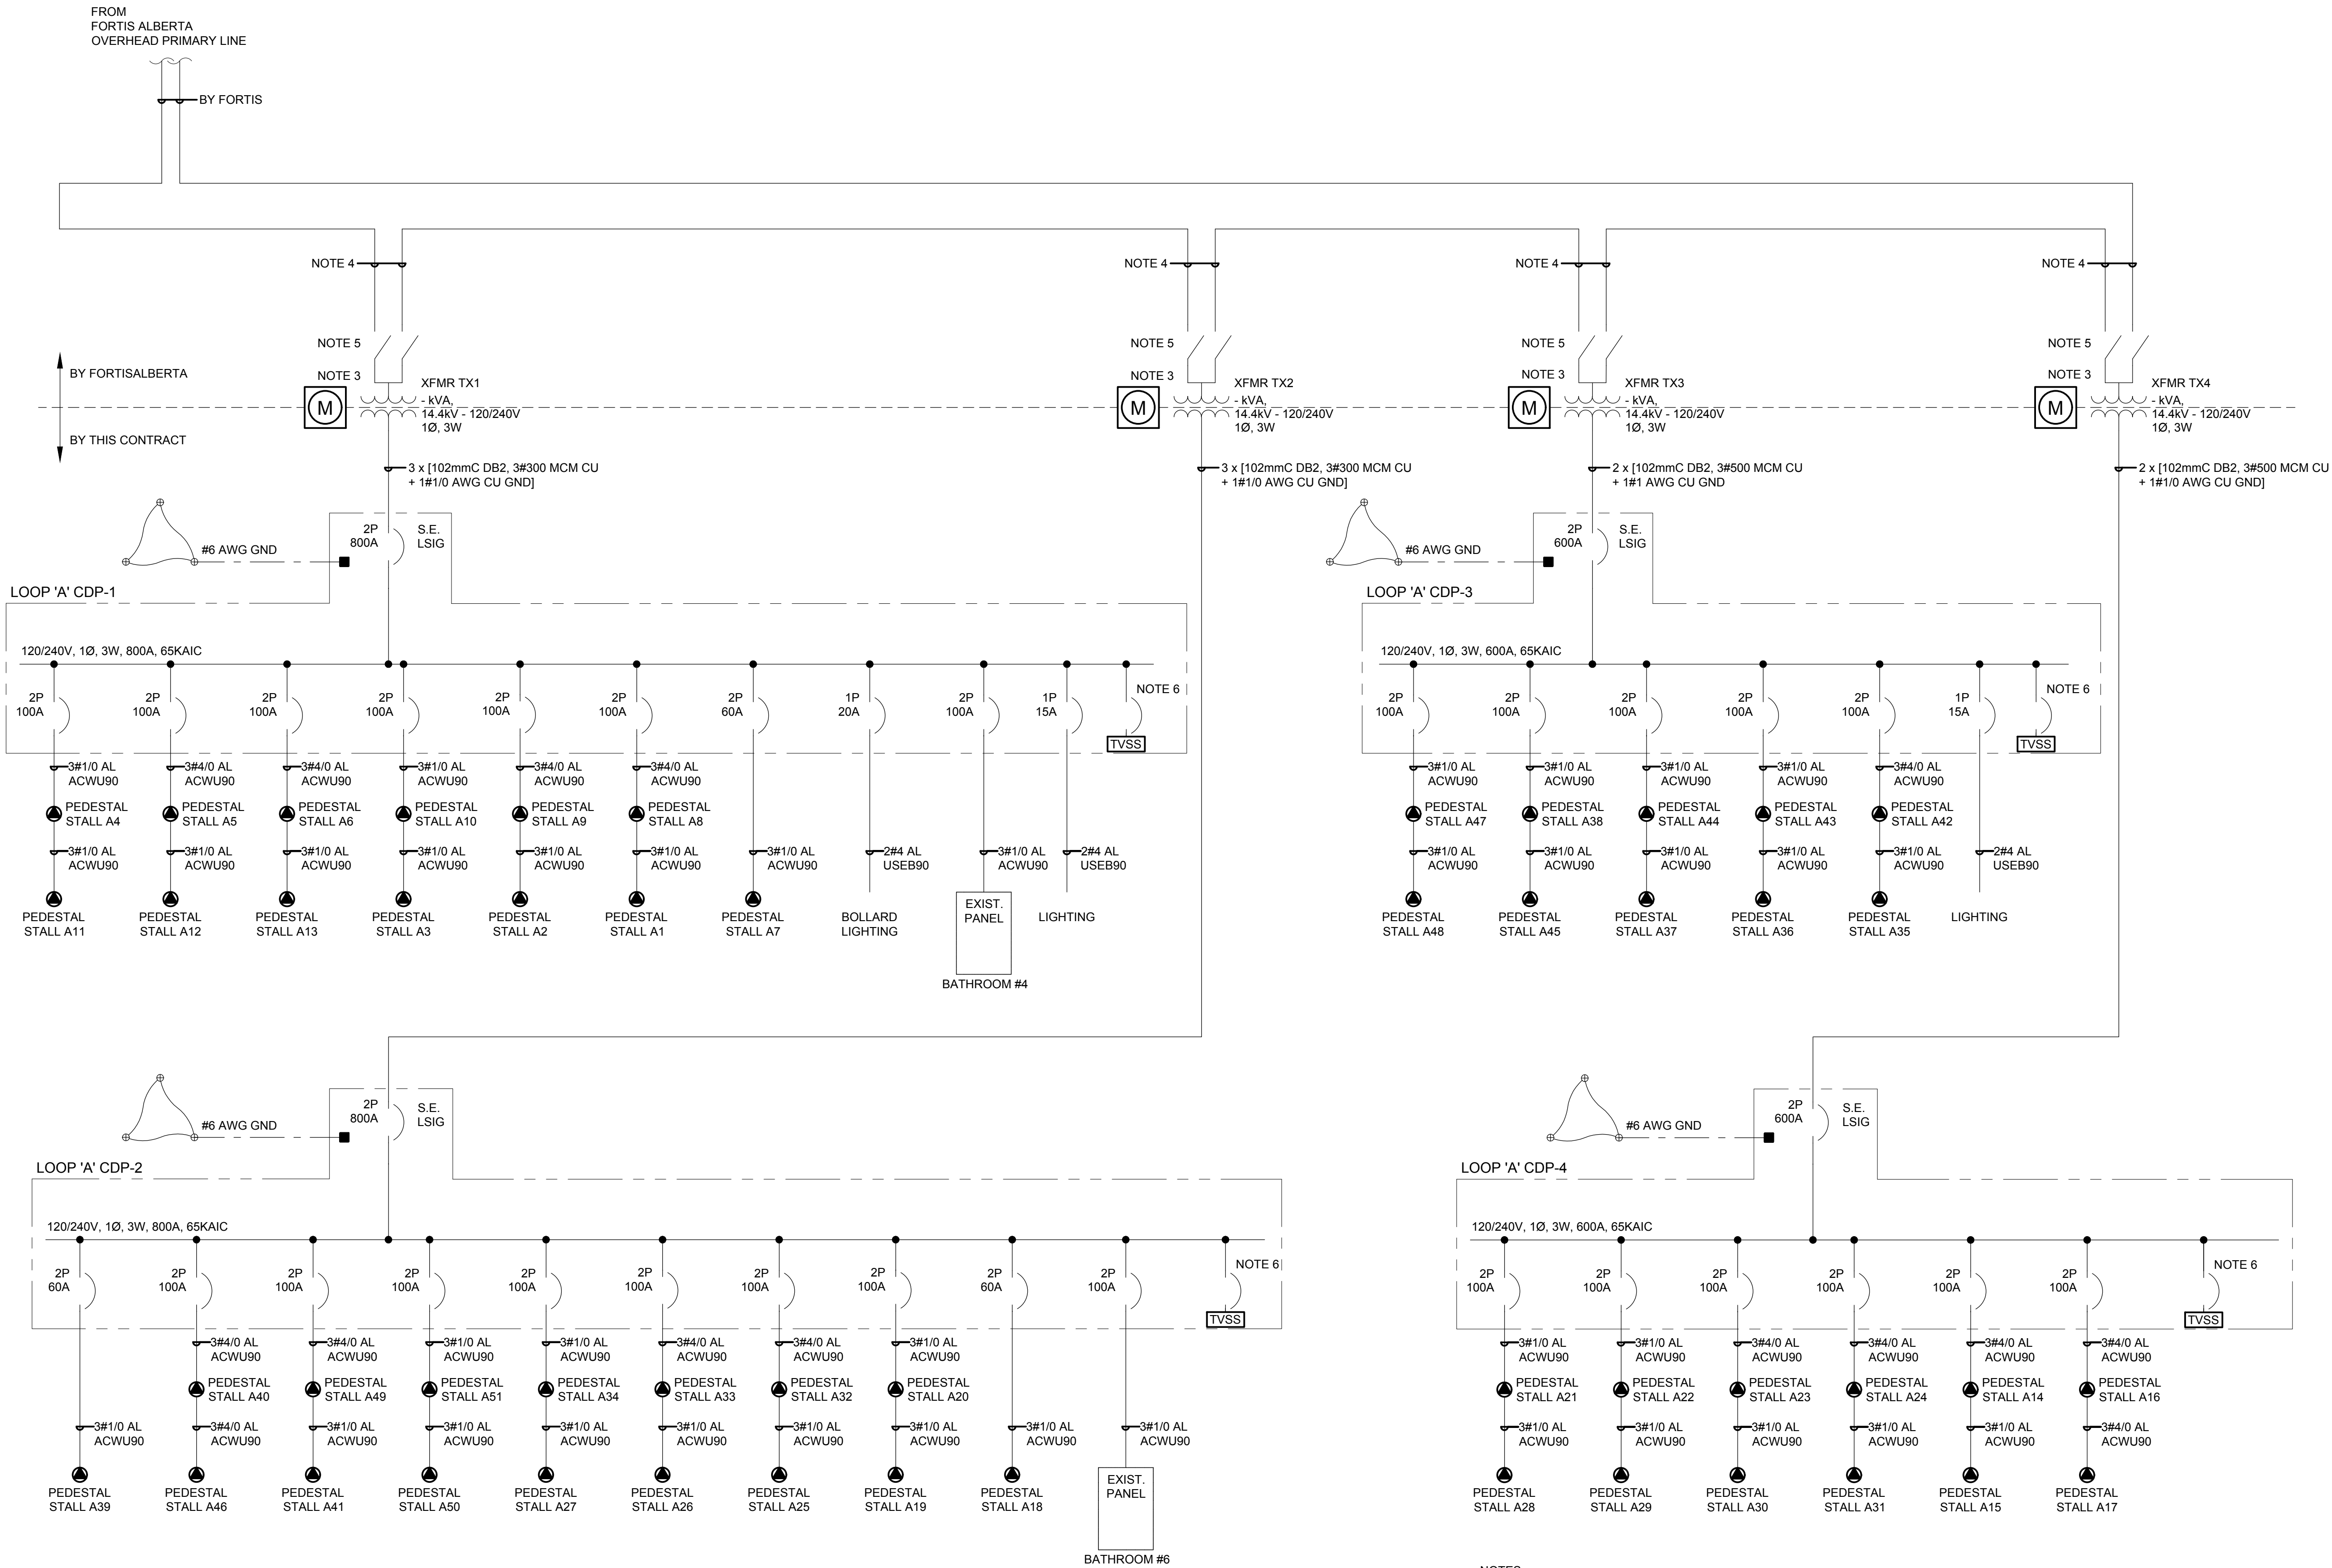 FROM
FORTIS ALBERTA
OVERHEAD PRIMARY LINE
BY FORTIS
NOTE 4
NOTE 4
NOTE 4
NOTE 4
NOTE 5
NOTE 5
NOTE 5
NOTE 5
BY FORTISALBERTA
BY THIS CONTRACT
NOTE 3
M
XFMR TX1
- kVA,
14.4kV - 120/240V
1Ø, 3W
NOTE 3
M
XFMR TX2
- kVA,
14.4kV - 120/240V
1Ø, 3W
NOTE 3
M
XFMR TX3
- kVA,
14.4kV - 120/240V
1Ø, 3W
NOTE 3
M
XFMR TX4
- kVA,
14.4kV - 120/240V
1Ø, 3W
3 x [102mmC DB2, 3#300 MCM CU
+ 1#1/0 AWG CU GND]
3 x [102mmC DB2, 3#300 MCM CU
+ 1#1/0 AWG CU GND]
2 x [102mmC DB2, 3#500 MCM CU
+ 1#1 AWG CU GND
2 x [102mmC DB2, 3#500 MCM CU
+ 1#1/0 AWG CU GND]
#6 AWG GND
2P
800A
S.E.
LSIG
LOOP 'A' CDP-1
120/240V, 1Ø, 3W, 800A, 65KAIC
2P
100A
2P
100A
2P
100A
2P
100A
2P
100A
2P
100A
2P
60A
1P
20A
2P
100A
1P
15A
NOTE 6
TVSS
3#1/0 AL
ACWU90
3#4/0 AL
ACWU90
3#4/0 AL
ACWU90
3#1/0 AL
ACWU90
3#4/0 AL
ACWU90
3#4/0 AL
ACWU90
PEDESTAL
STALL A4
PEDESTAL
STALL A5
PEDESTAL
STALL A6
PEDESTAL
STALL A10
PEDESTAL
STALL A9
PEDESTAL
STALL A8
3#1/0 AL
ACWU90
3#1/0 AL
ACWU90
3#1/0 AL
ACWU90
3#1/0 AL
ACWU90
3#1/0 AL
ACWU90
3#1/0 AL
ACWU90
3#1/0 AL
ACWU90
2#4 AL
USEB90
3#1/0 AL
ACWU90
2#4 AL
USEB90
PEDESTAL
STALL A11
PEDESTAL
STALL A12
PEDESTAL
STALL A13
PEDESTAL
STALL A3
PEDESTAL
STALL A2
PEDESTAL
STALL A1
PEDESTAL
STALL A7
BOLLARD
LIGHTING
EXIST.
PANEL
BATHROOM #4
LIGHTING
#6 AWG GND
2P
600A
S.E.
LSIG
LOOP 'A' CDP-3
120/240V, 1Ø, 3W, 600A, 65KAIC
2P
100A
2P
100A
2P
100A
2P
100A
2P
100A
1P
15A
NOTE 6
TVSS
3#1/0 AL
ACWU90
3#1/0 AL
ACWU90
3#1/0 AL
ACWU90
3#1/0 AL
ACWU90
3#4/0 AL
ACWU90
PEDESTAL
STALL A47
PEDESTAL
STALL A38
PEDESTAL
STALL A44
PEDESTAL
STALL A43
PEDESTAL
STALL A42
3#1/0 AL
ACWU90
3#1/0 AL
ACWU90
3#1/0 AL
ACWU90
3#1/0 AL
ACWU90
3#1/0 AL
ACWU90
2#4 AL
USEB90
PEDESTAL
STALL A48
PEDESTAL
STALL A45
PEDESTAL
STALL A37
PEDESTAL
STALL A36
PEDESTAL
STALL A35
LIGHTING
#6 AWG GND
2P
800A
S.E.
LSIG
LOOP 'A' CDP-2
120/240V, 1Ø, 3W, 800A, 65KAIC
2P
60A
2P
100A
2P
100A
2P
100A
2P
100A
2P
100A
2P
100A
2P
100A
2P
60A
2P
100A
NOTE 6
TVSS
3#4/0 AL
ACWU90
3#4/0 AL
ACWU90
3#1/0 AL
ACWU90
3#1/0 AL
ACWU90
3#4/0 AL
ACWU90
3#4/0 AL
ACWU90
3#1/0 AL
ACWU90
PEDESTAL
STALL A40
PEDESTAL
STALL A49
PEDESTAL
STALL A51
PEDESTAL
STALL A34
PEDESTAL
STALL A33
PEDESTAL
STALL A32
PEDESTAL
STALL A20
3#1/0 AL
ACWU90
3#4/0 AL
ACWU90
3#1/0 AL
ACWU90
3#1/0 AL
ACWU90
3#1/0 AL
ACWU90
3#1/0 AL
ACWU90
3#1/0 AL
ACWU90
3#1/0 AL
ACWU90
3#1/0 AL
ACWU90
3#1/0 AL
ACWU90
PEDESTAL
STALL A39
PEDESTAL
STALL A46
PEDESTAL
STALL A41
PEDESTAL
STALL A50
PEDESTAL
STALL A27
PEDESTAL
STALL A26
PEDESTAL
STALL A25
PEDESTAL
STALL A19
PEDESTAL
STALL A18
EXIST.
PANEL
BATHROOM #6
#6 AWG GND
2P
600A
S.E.
LSIG
LOOP 'A' CDP-4
120/240V, 1Ø, 3W, 600A, 65KAIC
2P
100A
2P
100A
2P
100A
2P
100A
2P
100A
2P
100A
NOTE 6
TVSS
3#1/0 AL
ACWU90
3#1/0 AL
ACWU90
3#4/0 AL
ACWU90
3#4/0 AL
ACWU90
3#4/0 AL
ACWU90
3#4/0 AL
ACWU90
PEDESTAL
STALL A21
PEDESTAL
STALL A22
PEDESTAL
STALL A23
PEDESTAL
STALL A24
PEDESTAL
STALL A14
PEDESTAL
STALL A16
3#1/0 AL
ACWU90
3#1/0 AL
ACWU90
3#1/0 AL
ACWU90
3#1/0 AL
ACWU90
3#1/0 AL
ACWU90
3#4/0 AL
ACWU90
PEDESTAL
STALL A28
PEDESTAL
STALL A29
PEDESTAL
STALL A30
PEDESTAL
STALL A31
PEDESTAL
STALL A15
PEDESTAL
STALL A17